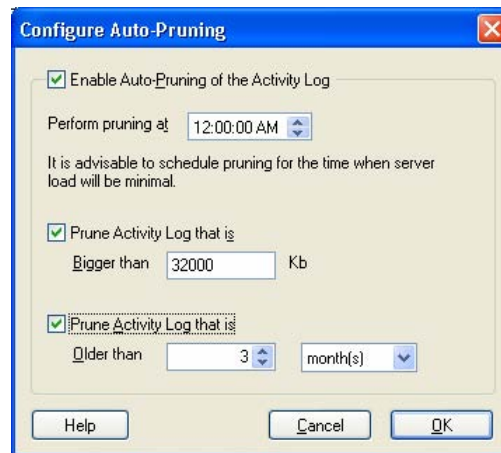 Configure Auto-Pruning
Enable Auto-Pruning of the Activity Log
Perform pruning at 12:00:00 AM
It is advisable to schedule pruning for the time when server
load will be minimal.
Prune Activity Log that is
Bigger than 32000 Kb
Prune Activity Log that is
Older than 3 month(s)
Help Cancel OK